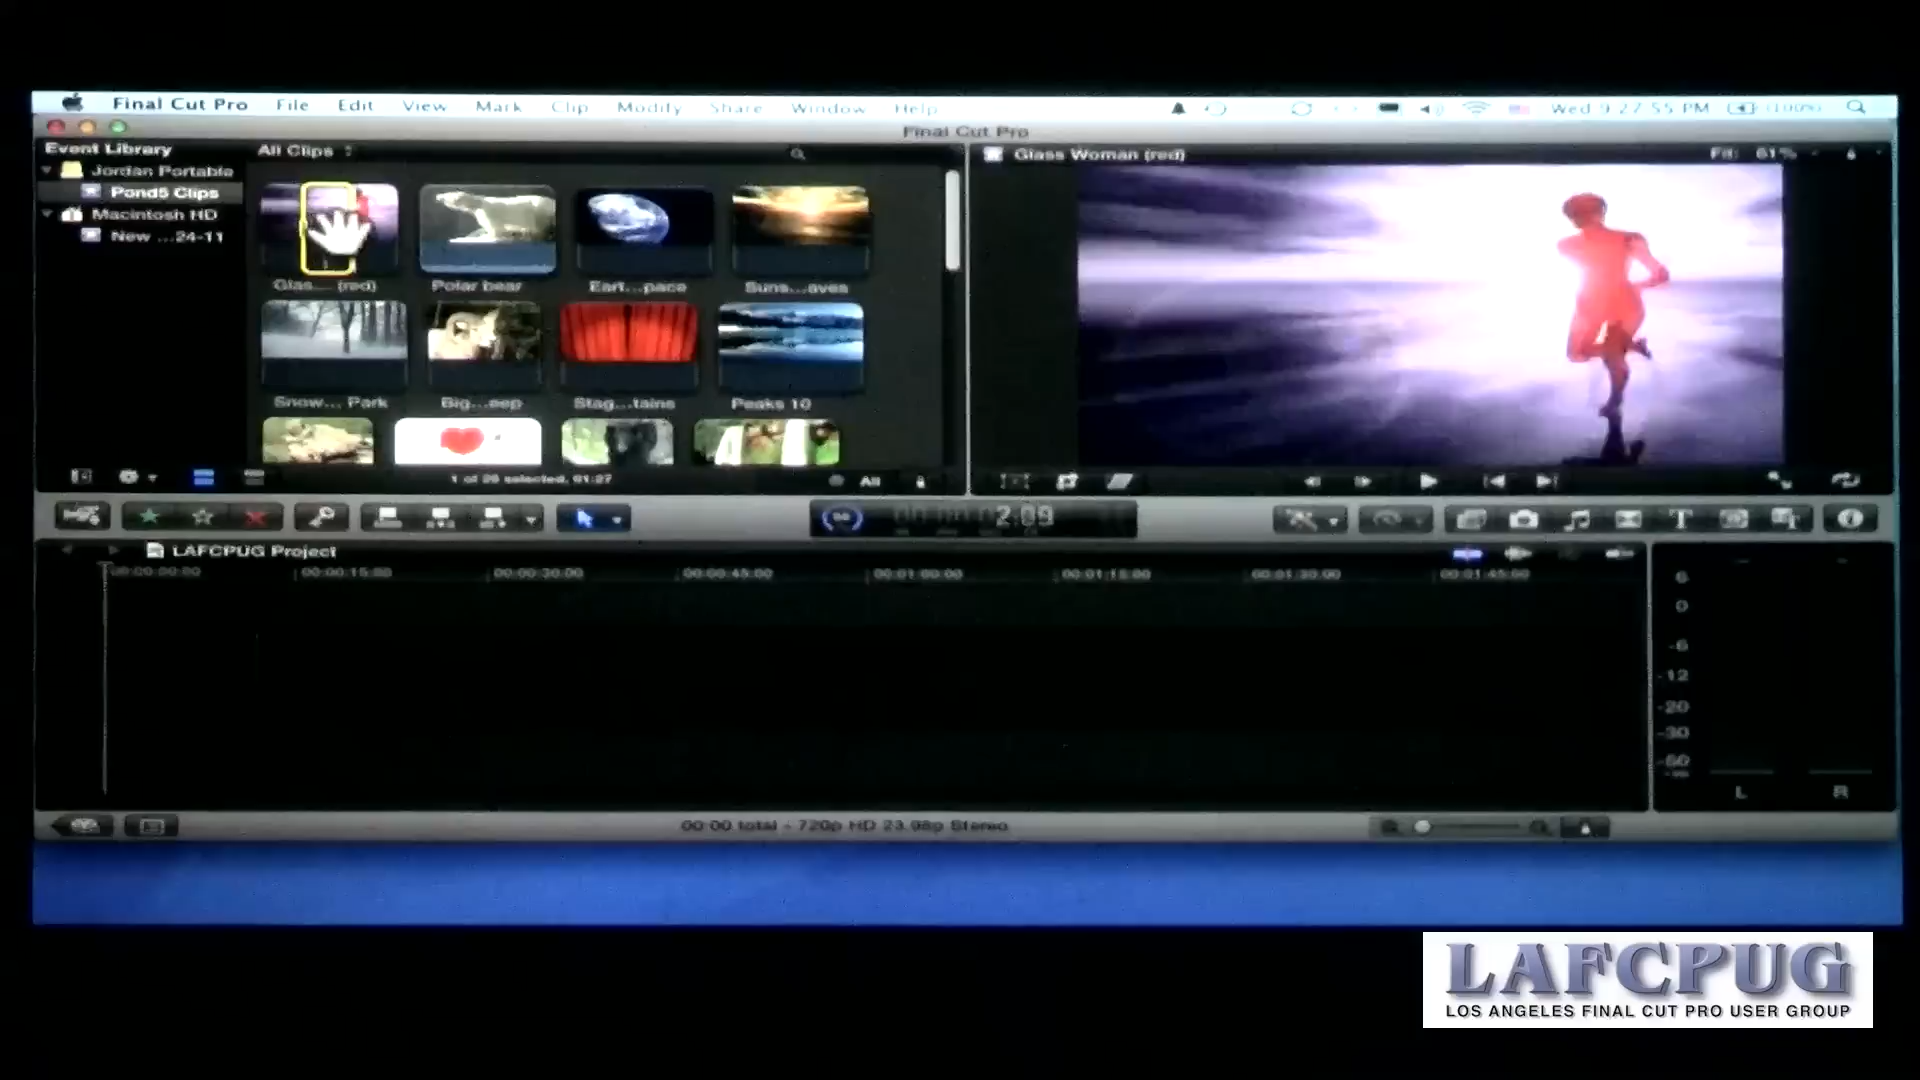 Final Cut Pro File Edit View Mark Clip Modify Share Window Help Wed 9:27:55 PM (100%)
Final Cut Pro
Event Library
All Clips
Glass Woman (red)
Fit: 61%
Jordan Portable
Pond5 Clips
Macintosh HD
New ...24-11
Glas... (red) Polar bear Eart...pace Suns...aves
Snow... Park Big...eep Stag...tains Peaks 10
1 of 26 selected, 01:27
All
2:09
T
LAFCPUG Project
00:00:00:00 00:00:15:00 00:00:30:00 00:00:45:00 00:01:00:00 00:01:15:00 00:01:30:00 00:01:45:00
6
0
-6
-12
-20
-30
-50
L R
00:00 total - 720p HD 23.98p Stereo
LAFCPUG
LOS ANGELES FINAL CUT PRO USER GROUP